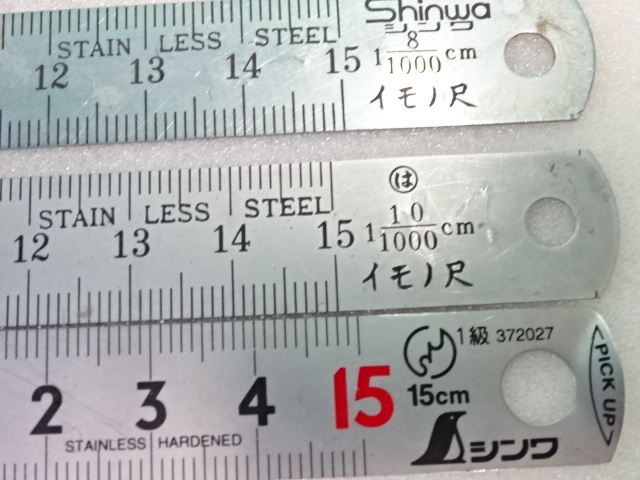 Shinwa
シンワ
STAIN LESS STEEL
12 13 14 15 1 8/1000 cm
イモノ尺
は
STAIN LESS STEEL
12 13 14 15 1 10/1000 cm
イモノ尺
1級 372027
PICK UP
2 3 4 15 15cm
STAINLESS HARDENED
シンワ